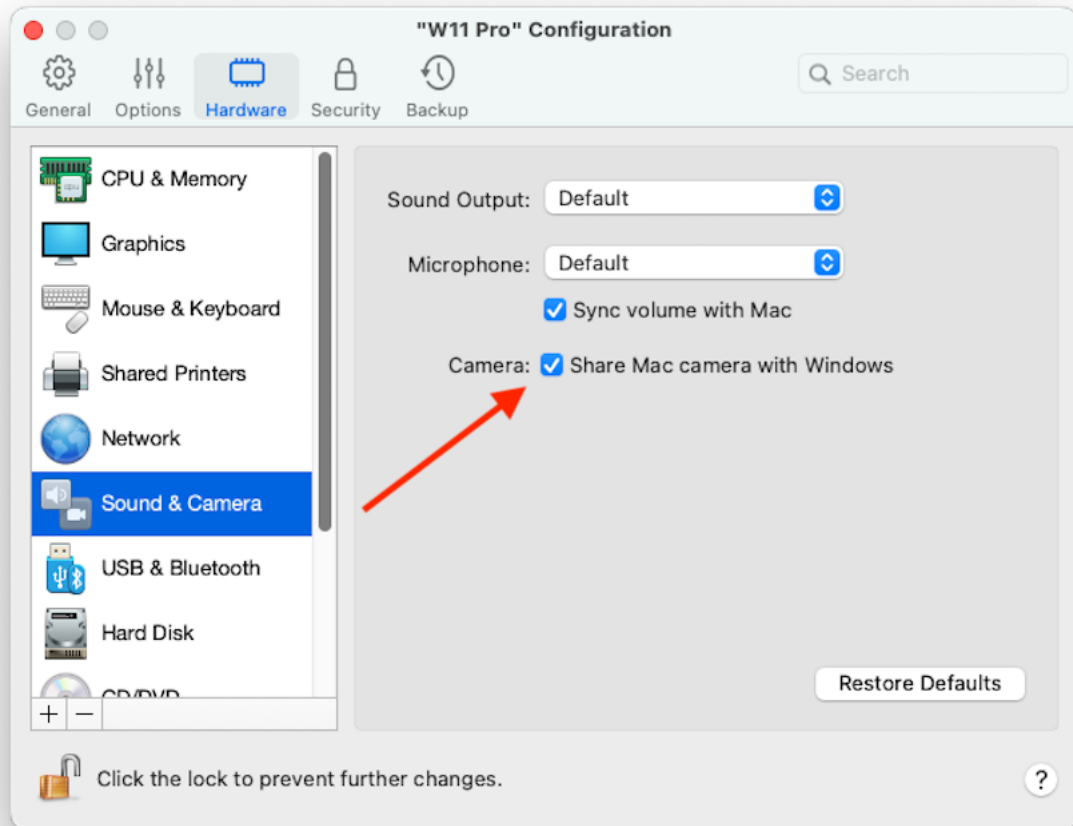 "W11 Pro" Configuration
General Options Hardware Security Backup
Search
CPU & Memory
Graphics
Mouse & Keyboard
Shared Printers
Network
Sound & Camera
USB & Bluetooth
Hard Disk
CD/DVD
Sound Output: Default
Microphone: Default
Sync volume with Mac
Camera: Share Mac camera with Windows
Restore Defaults
Click the lock to prevent further changes.
?